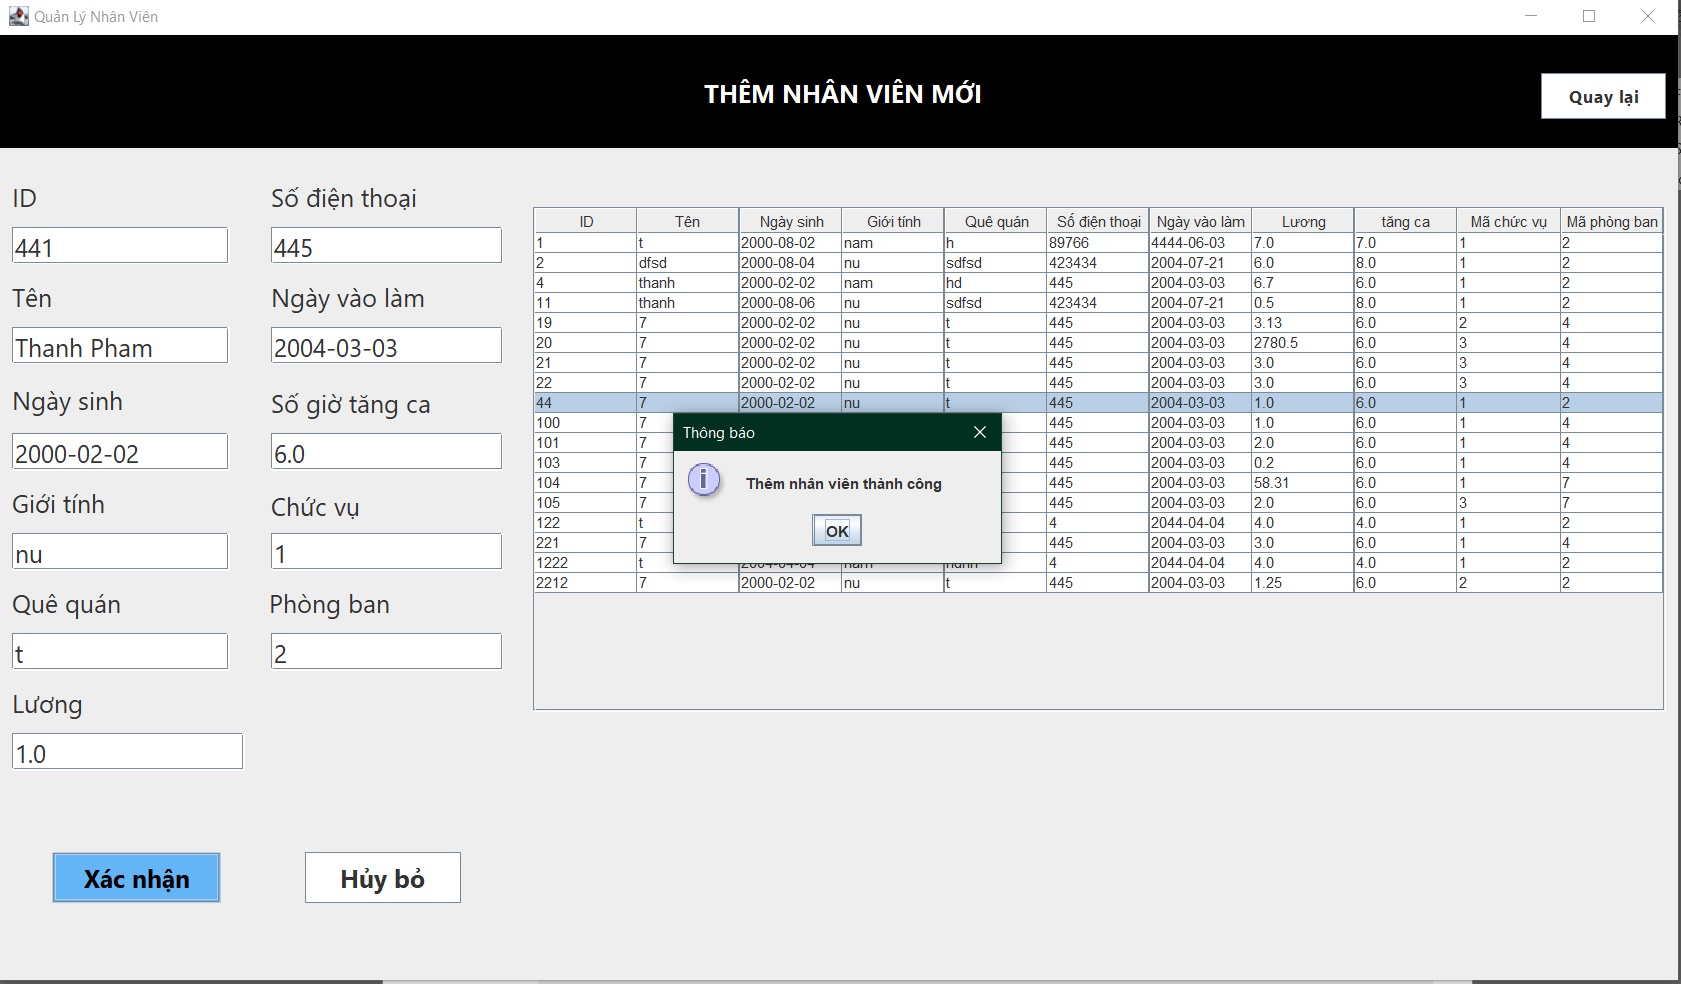 Quản Lý Nhân Viên
THÊM NHÂN VIÊN MỚI
Quay lại
ID
441
Tên
Thanh Pham
Ngày sinh
2000-02-02
Giới tính
nu
Quê quán
t
Lương
1.0
Số điện thoại
445
Ngày vào làm
2004-03-03
Số giờ tăng ca
6.0
Chức vụ
1
Phòng ban
2
Xác nhận
Hủy bỏ
ID Tên Ngày sinh Giới tính Quê quán Số điện thoại Ngày vào làm Lương tăng ca Mã chức vụ Mã phòng ban
1 t 2000-08-02 nam h 89766 4444-06-03 7.0 7.0 1 2
2 dfsd 2000-08-04 nu sdfsd 423434 2004-07-21 6.0 8.0 1 2
4 thanh 2000-02-02 nam hd 445 2004-03-03 6.7 6.0 1 2
11 thanh 2000-08-06 nu sdfsd 423434 2004-07-21 0.5 8.0 1 2
19 7 2000-02-02 nu t 445 2004-03-03 3.13 6.0 2 4
20 7 2000-02-02 nu t 445 2004-03-03 2780.5 6.0 3 4
21 7 2000-02-02 nu t 445 2004-03-03 3.0 6.0 3 4
22 7 2000-02-02 nu t 445 2004-03-03 3.0 6.0 3 4
44 7 2000-02-02 nu t 445 2004-03-03 1.0 6.0 1 2
100 7 445 2004-03-03 1.0 6.0 1 4
101 7 445 2004-03-03 2.0 6.0 1 4
103 7 445 2004-03-03 0.2 6.0 1 4
104 7 445 2004-03-03 58.31 6.0 1 7
105 7 445 2004-03-03 2.0 6.0 3 7
122 t 4 2044-04-04 4.0 4.0 1 2
221 7 445 2004-03-03 3.0 6.0 1 4
1222 t 4 2044-04-04 4.0 4.0 1 2
2212 7 2000-02-02 nu t 445 2004-03-03 1.25 6.0 2 2
Thông báo
Thêm nhân viên thành công
OK